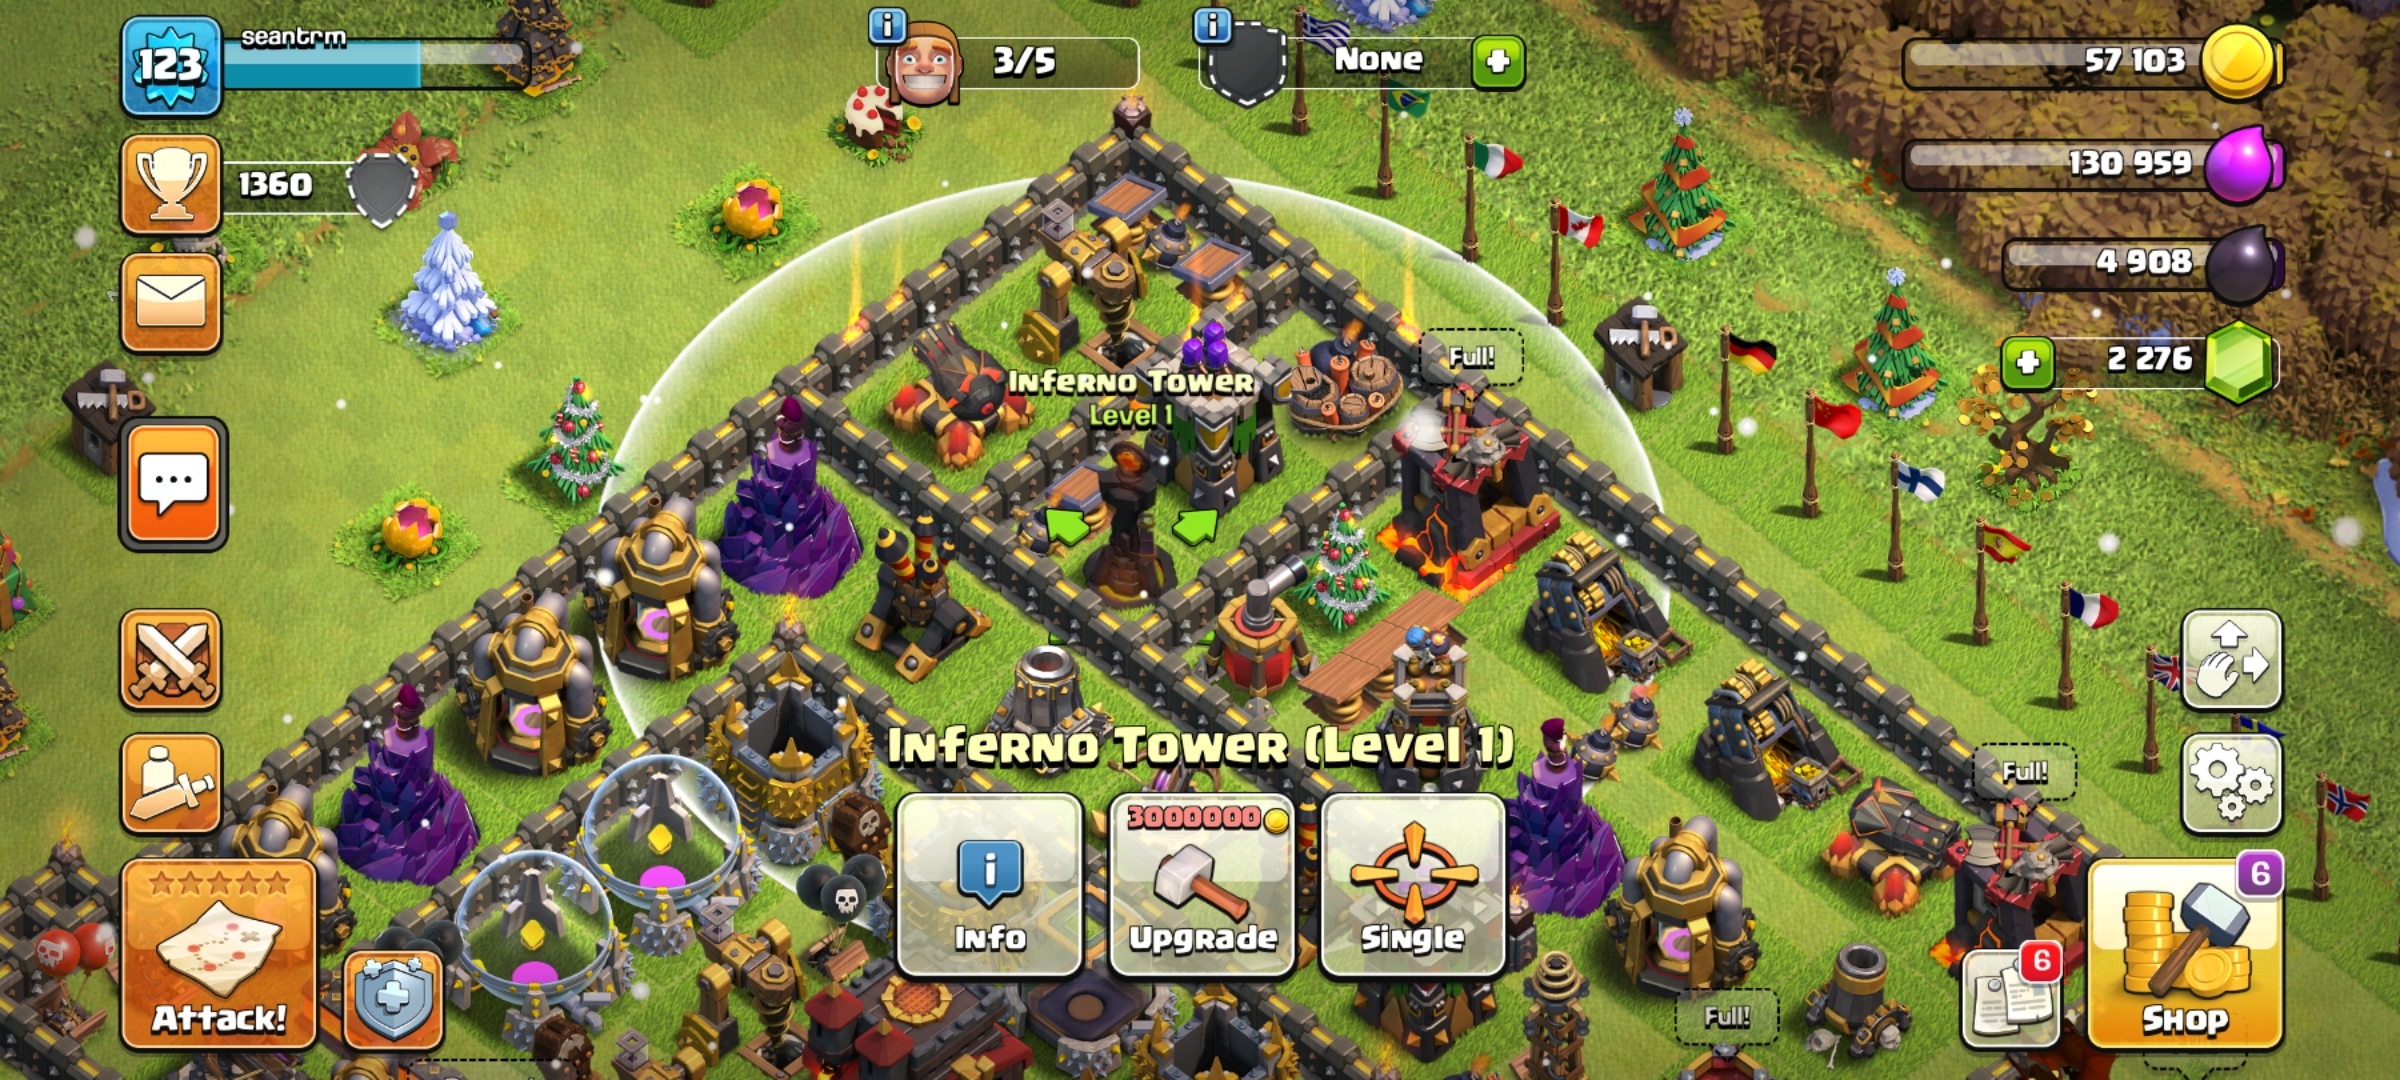 seantrm
123
3/5
None
57 103
1360
130 959
4 908
2 276
Full!
Inferno Tower
Level 1
Inferno Tower (Level 1)
Full!
3000000
Info
Upgrade
Single
6
6
Attack!
Full!
Shop